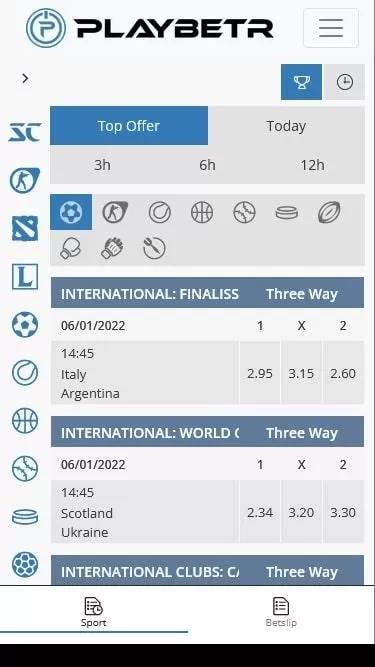 PLAYBETR
Top Offer Today
3h 6h 12h
INTERNATIONAL: FINALISS Three Way
06/01/2022 1 X 2
14:45
Italy 2.95 3.15 2.60
Argentina
INTERNATIONAL: WORLD Three Way
06/01/2022 1 X 2
14:45
Scotland 2.34 3.20 3.30
Ukraine
INTERNATIONAL CLUBS: Three Way
Sport Betslip